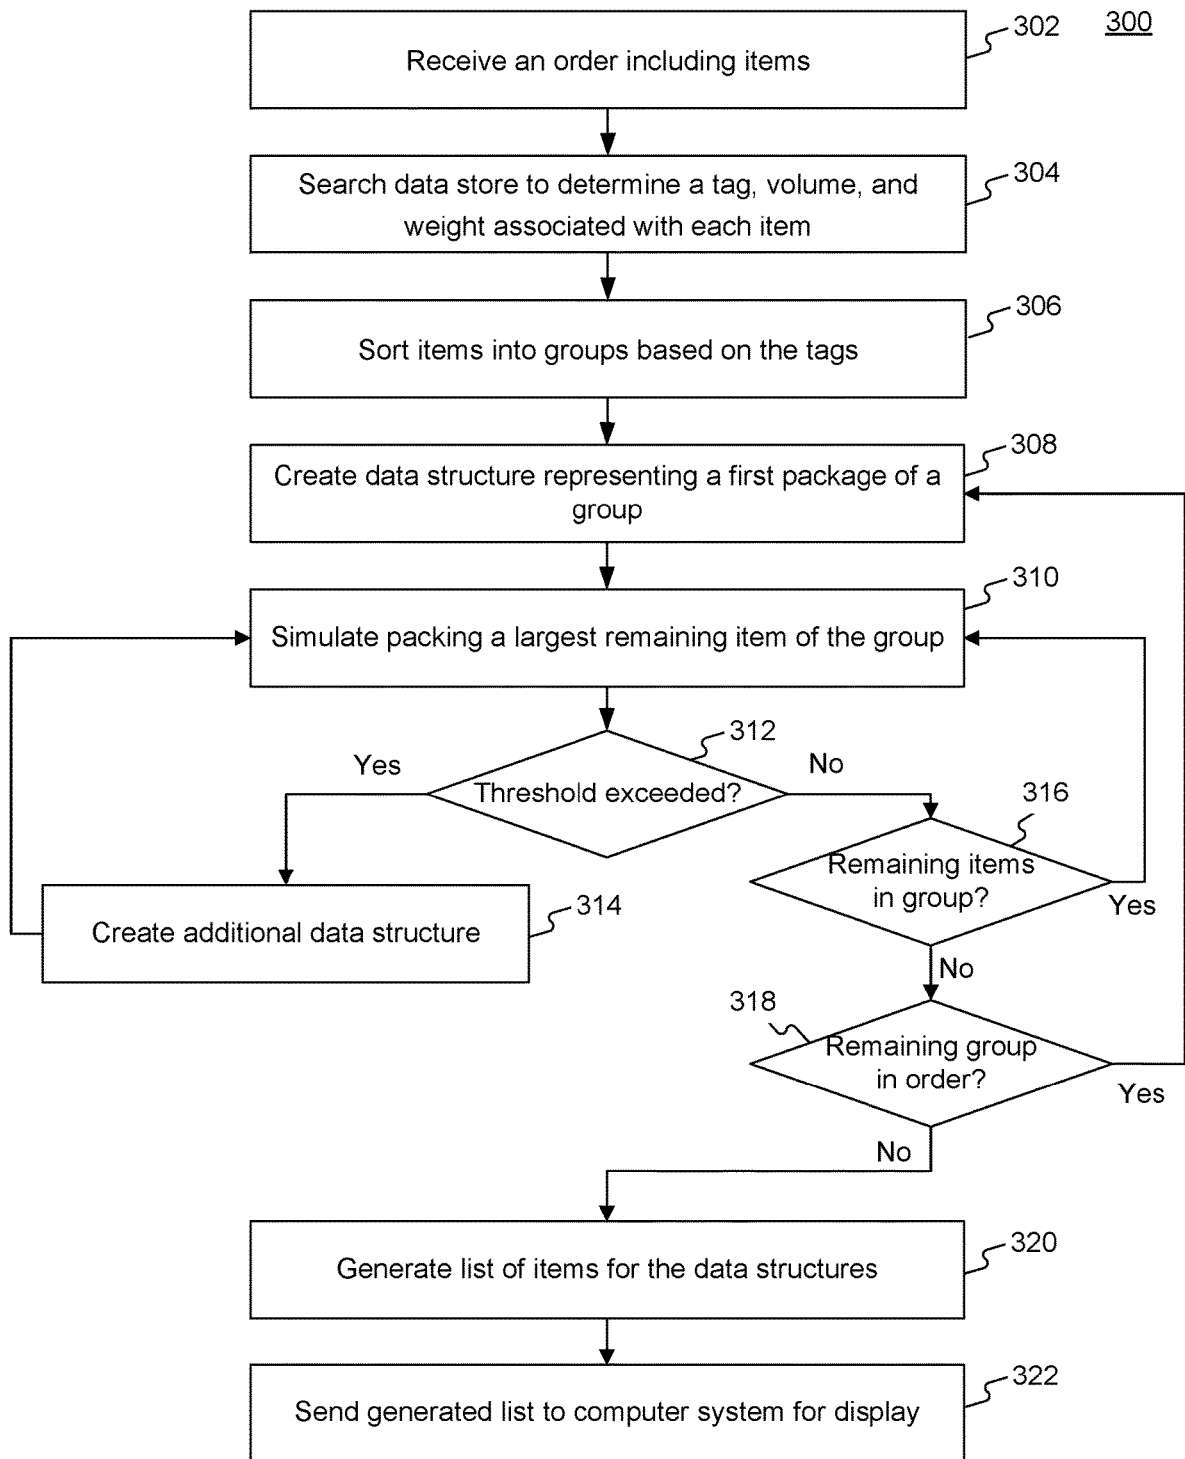 302
300
Receive an order including items
304
Search data store to determine a tag, volume, and
weight associated with each item
306
Sort items into groups based on the tags
308
Create data structure representing a first package of a
group
310
Simulate packing a largest remaining item of the group
312
Yes
No
Threshold exceeded?
316
Remaining items
in group?
Yes
314
Create additional data structure
No
318
Remaining group
in order?
Yes
No
320
Generate list of items for the data structures
322
Send generated list to computer system for display